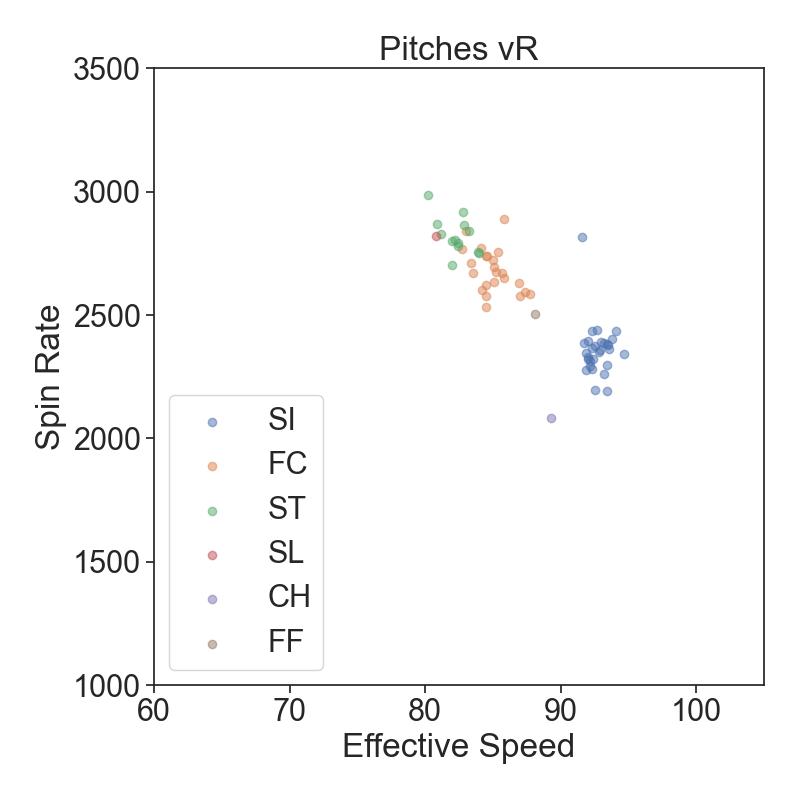 Pitches vR
3500
3000
2500
2000
1500
1000
Spin Rate
SI
FC
ST
SL
CH
FF
60 70 80 90 100
Effective Speed